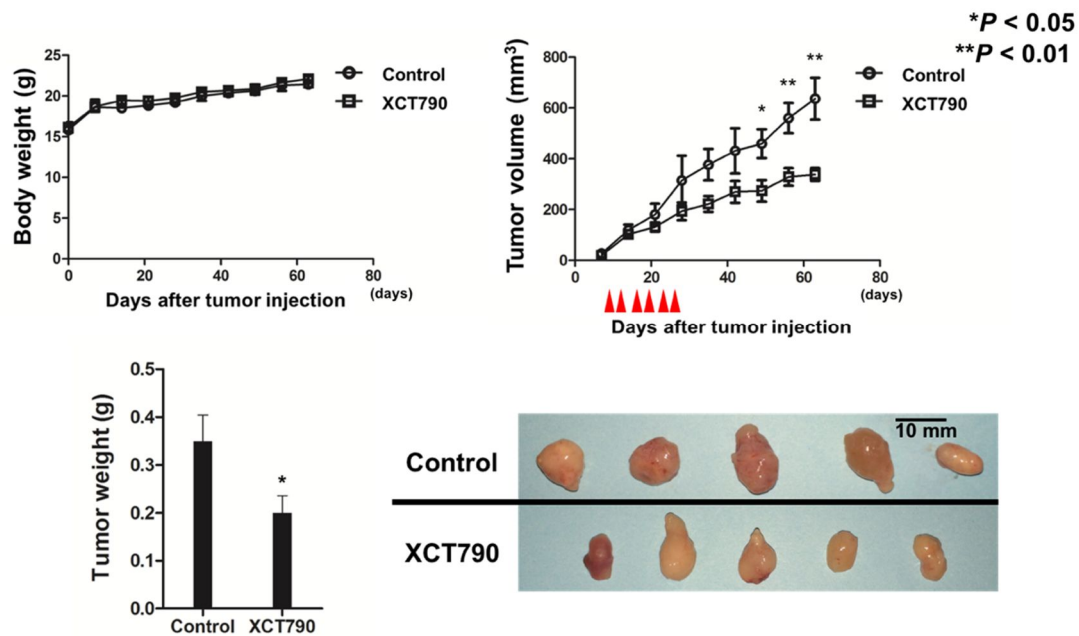 *P < 0.05
**P < 0.01
Body weight (g)
25
20
15
10
5
0
0 20 40 60 80
(days)
Days after tumor injection
Control
XCT790
Tumor volume (mm³)
800
600
400
200
0
0 20 40 60 80
(days)
Days after tumor injection
* ** **
Control
XCT790
Tumor weight (g)
0.5
0.4
0.3
0.2
0.1
0.0
*
Control XCT790
10 mm
Control
XCT790